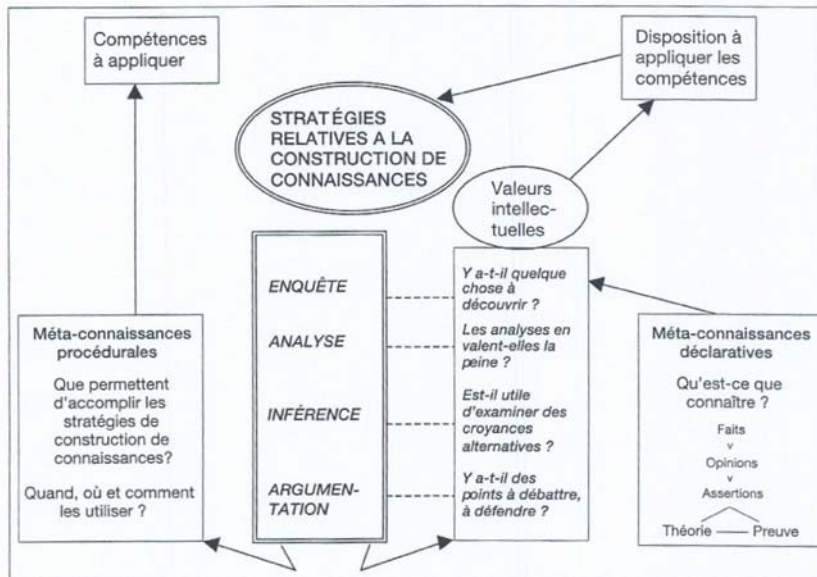 Compétences
à appliquer
Disposition à
appliquer les
compétences
STRATÉGIES
RELATIVES A LA
CONSTRUCTION DE
CONNAISSANCES
Valeurs
intellec-
tuelles
ENQUÊTE
ANALYSE
INFÉRENCE
ARGUMEN-
TATION
Y a-t-il quelque
chose à
découvrir ?
Les analyses en
valent-elles la
peine ?
Est-il utile
d'examiner des
croyances
alternatives ?
Y a-t-il des
points à débattre,
à défendre ?
Méta-connaissances
procédurales
Que permettent
d'accomplir les
stratégies de
construction de
connaissances?
Quand, où et comment
les utiliser ?
Méta-connaissances
déclaratives
Qu'est-ce que
connaître ?
Faits
v
Opinions
v
Assertions
Théorie Preuve